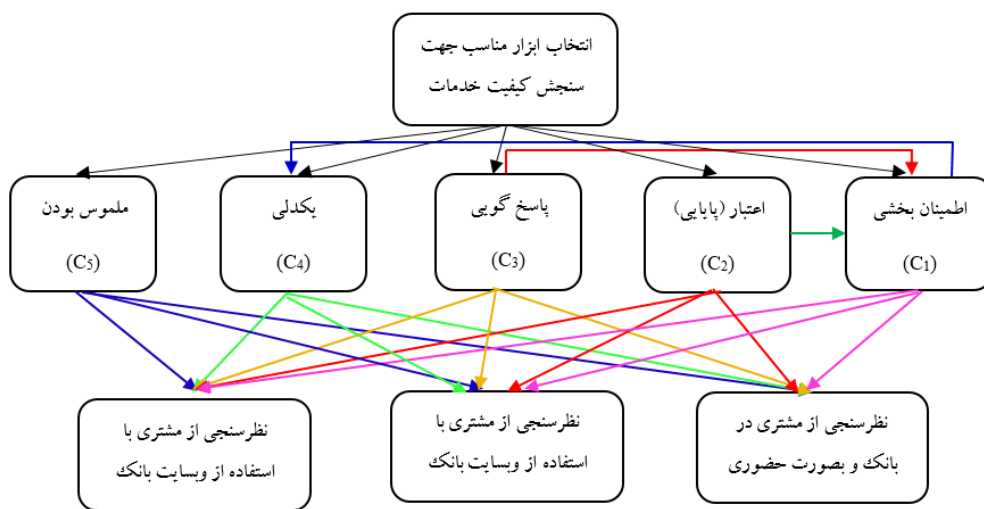 انتخاب ابزار مناسب جهت
سنجش کیفیت خدمات
اطمینان بخشی
(C1)
اعتبار (پایایی)
(C2)
پاسخ گویی
(C3)
یکدلی
(C4)
ملموس بودن
(C5)
نظرسنجی از مشتری در
بانک و بصورت حضوری
نظرسنجی از مشتری با
استفاده از وبسایت بانک
نظرسنجی از مشتری با
استفاده از وبسایت بانک